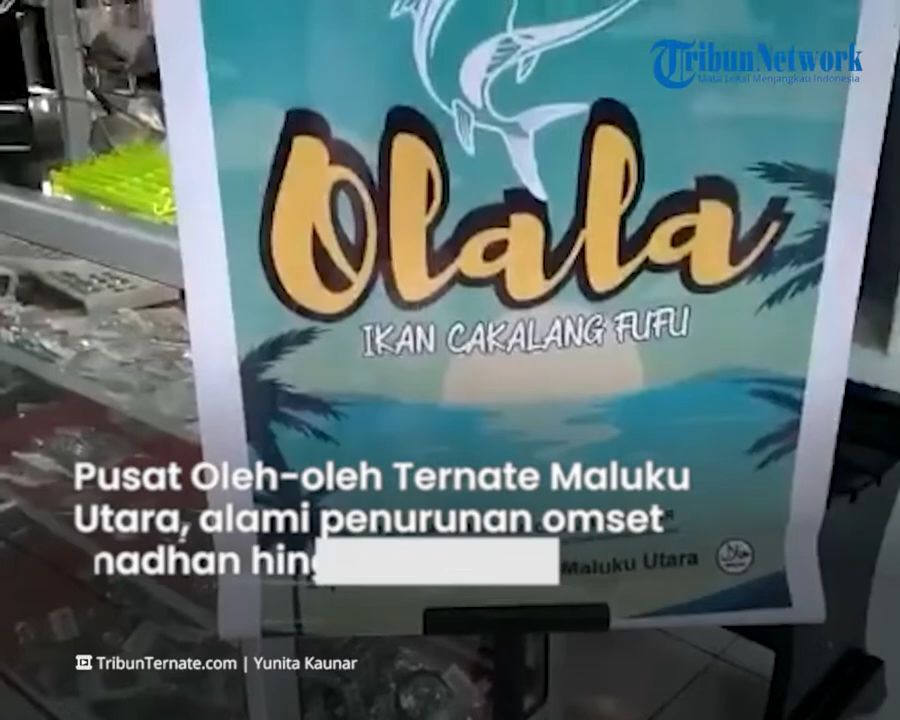 TribunNetwork
Mata Lokal Menjangkau Indonesia
Olala
IKAN CAKALANG FUFU
Pusat Oleh-oleh Ternate Maluku
Utara, alami penurunan omset
nadhan hin
Maluku Utara
TribunTernate.com | Yunita Kaunar